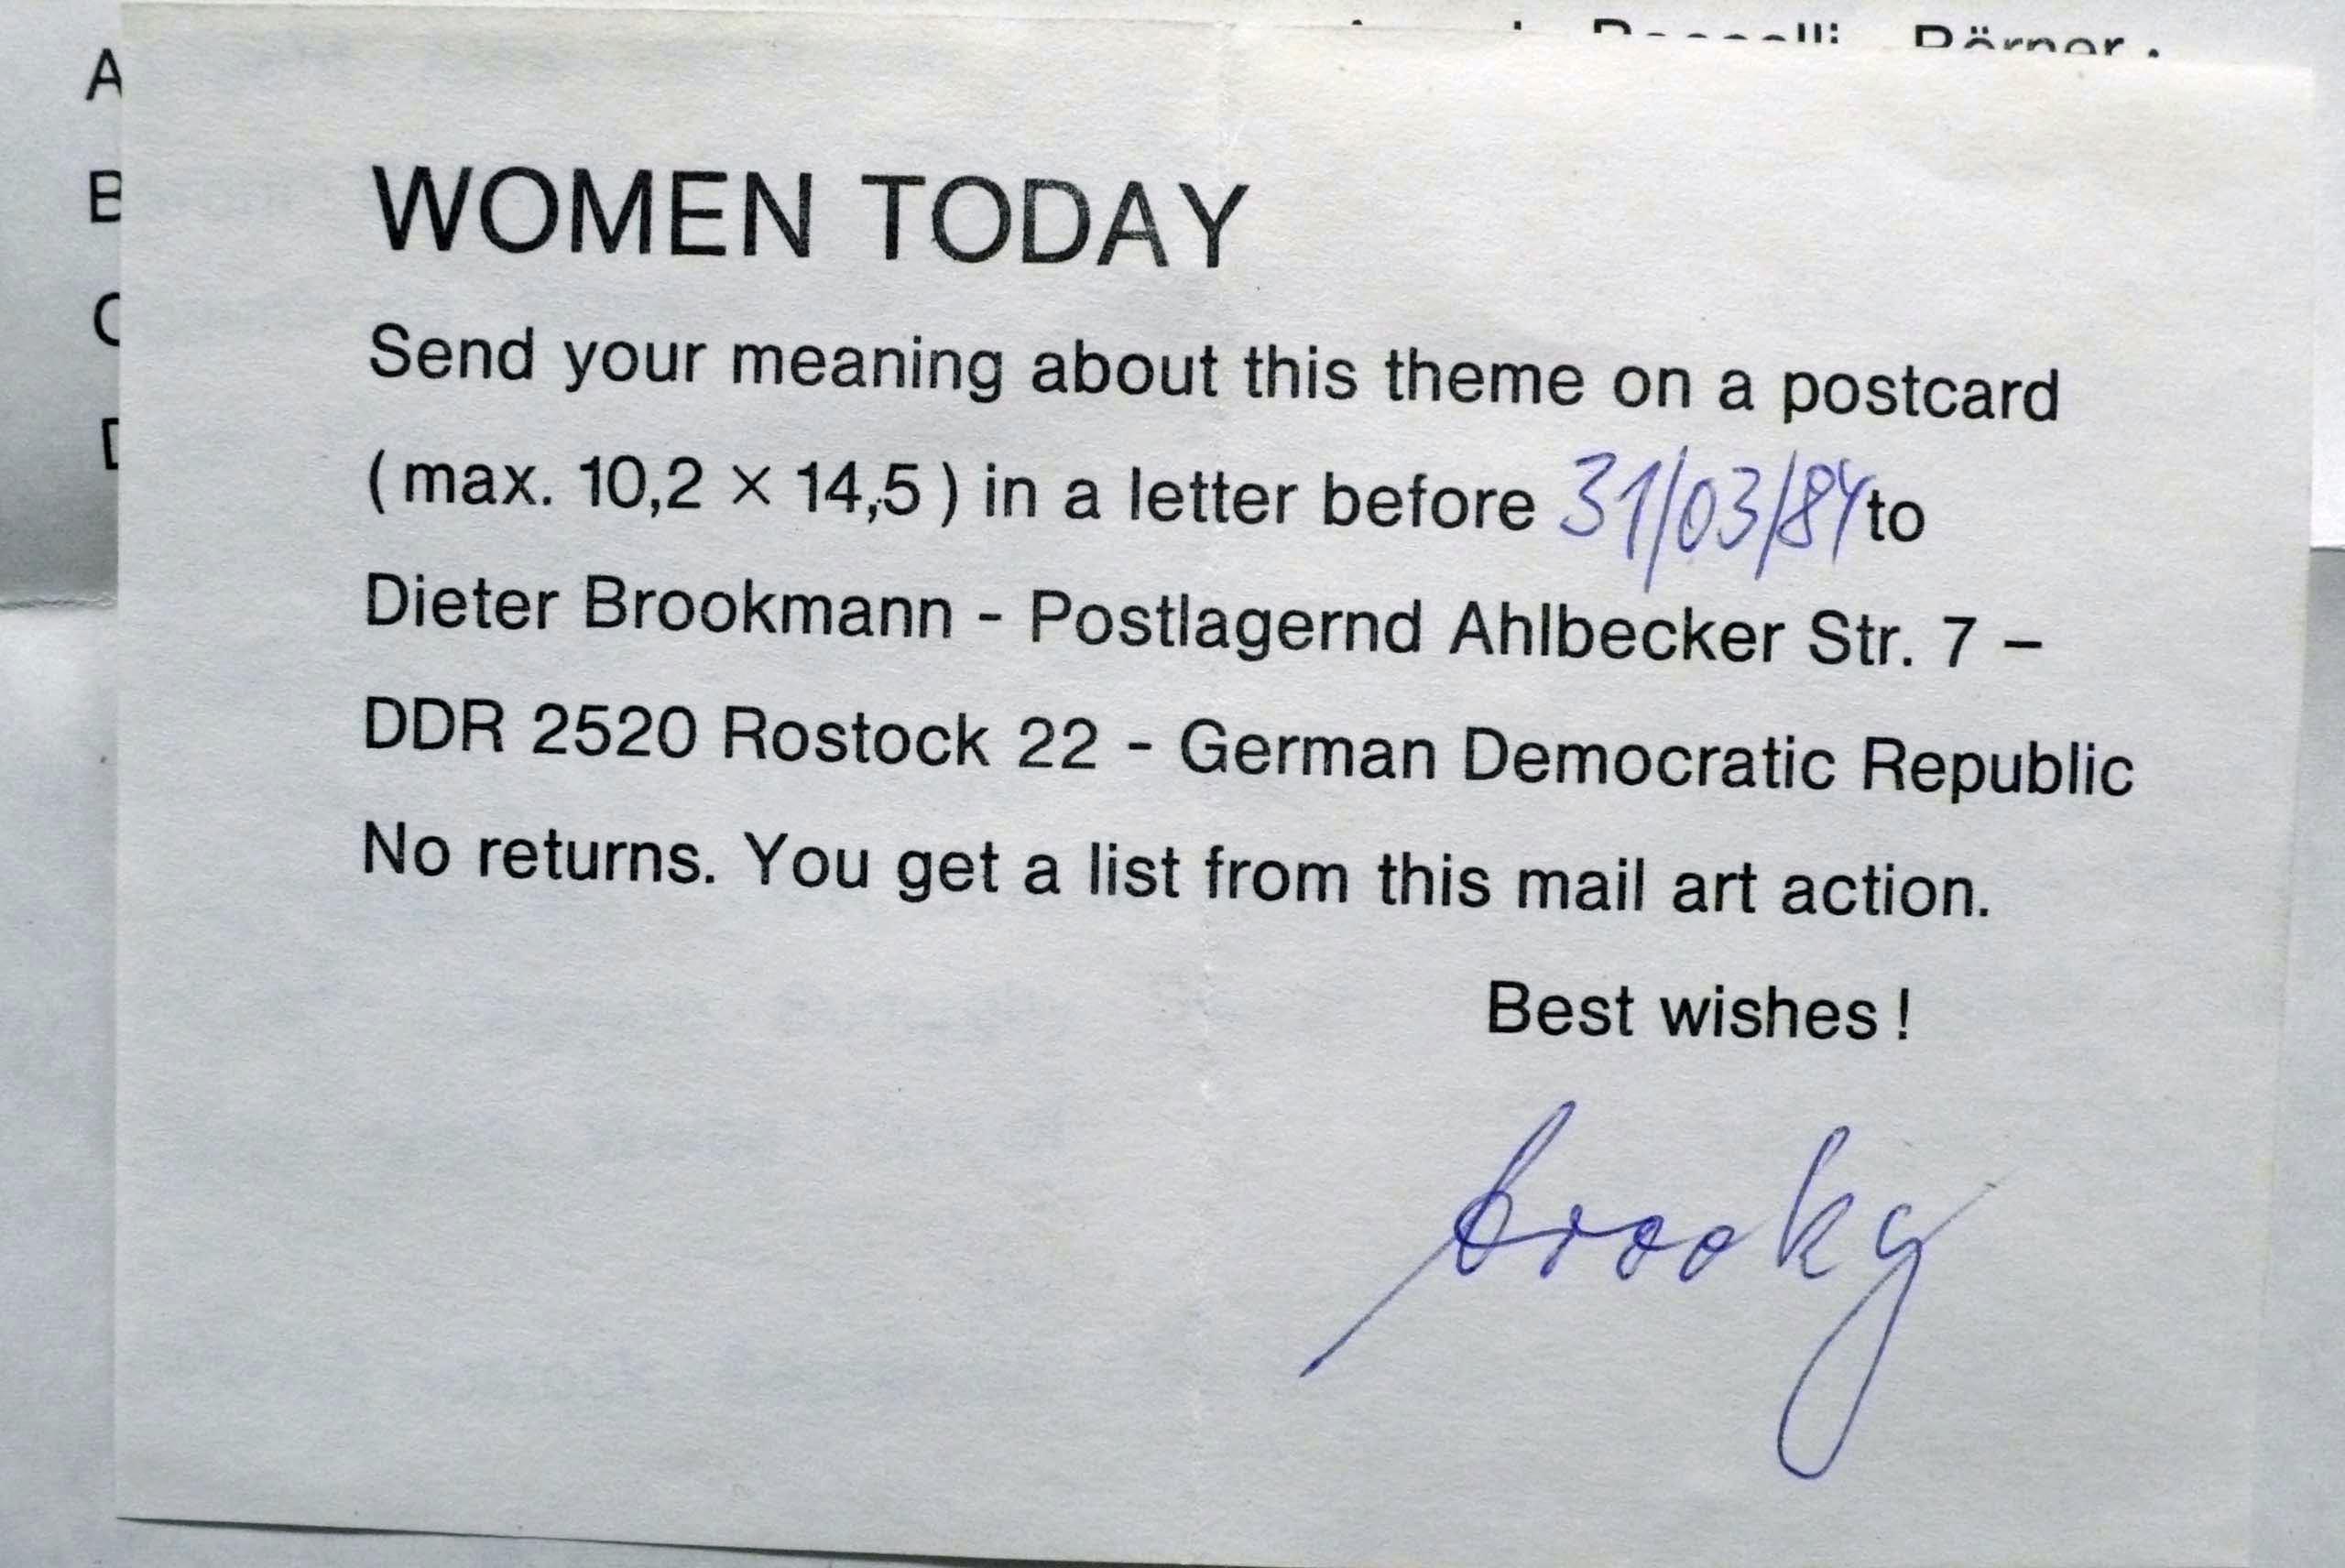 A
B
C
D
WOMEN TODAY
Send your meaning about this theme on a postcard
(max. 10,2 × 14,5) in a letter before 31/03/84 to
Dieter Brookmann - Postlagernd Ahlbecker Str. 7 –
DDR 2520 Rostock 22 - German Democratic Republic
No returns. You get a list from this mail art action.
Best wishes!
brooky